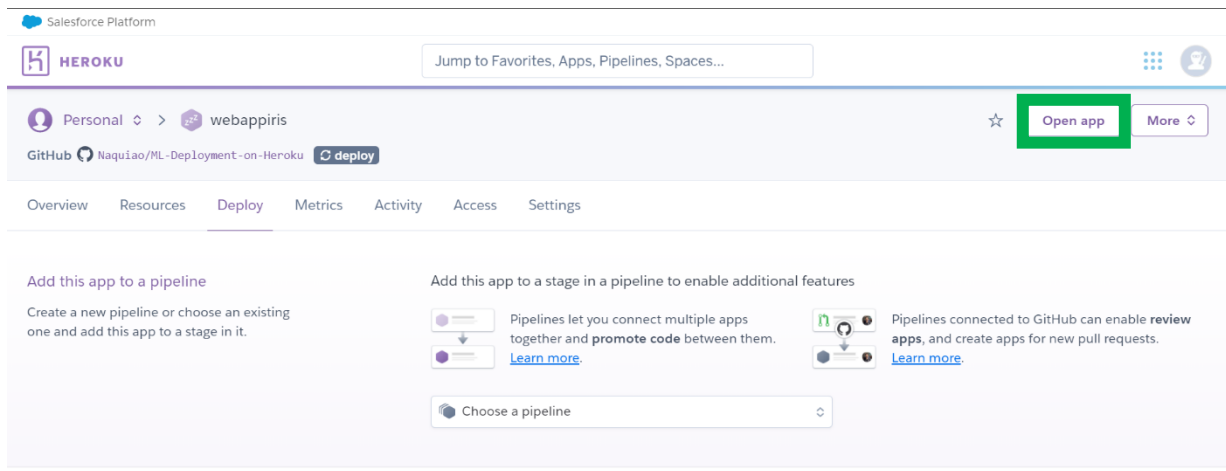 Salesforce Platform
HEROKU
Jump to Favorites, Apps, Pipelines, Spaces...
Personal > webappiris
Open app
More
GitHub Naquiao/ML-Deployment-on-Heroku deploy
Overview Resources Deploy Metrics Activity Access Settings
Add this app to a pipeline
Create a new pipeline or choose an existing
one and add this app to a stage in it.
Add this app to a stage in a pipeline to enable additional features
Pipelines let you connect multiple apps
together and promote code between them.
Learn more.
Pipelines connected to GitHub can enable review
apps, and create apps for new pull requests.
Learn more.
Choose a pipeline